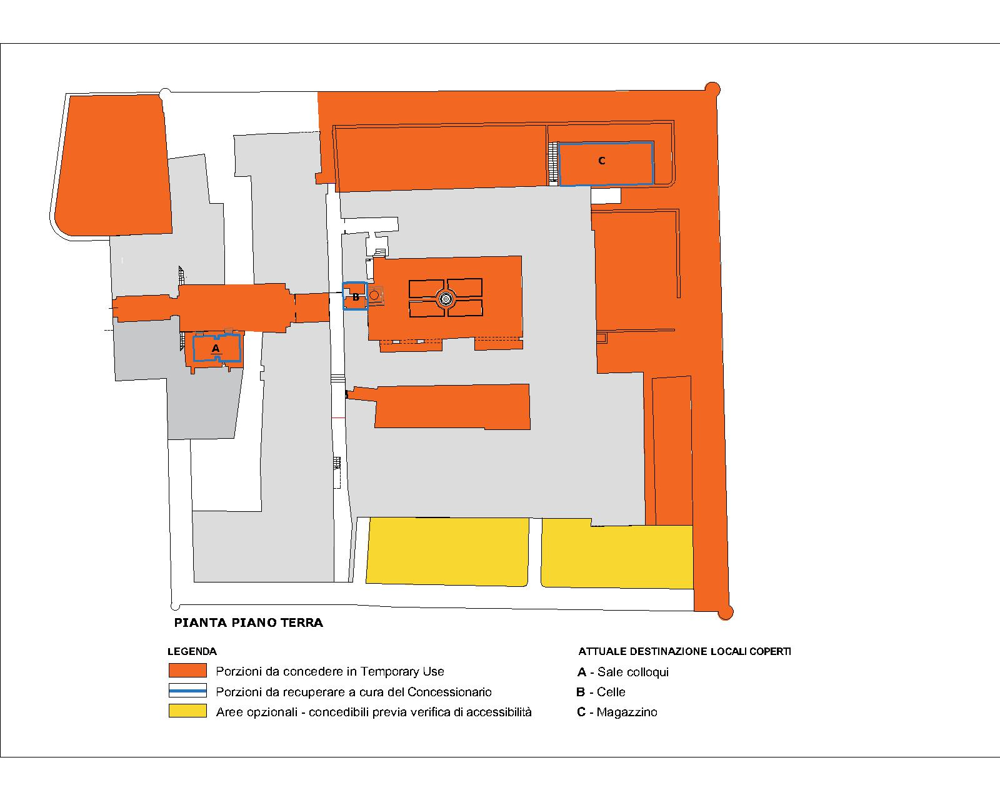 C
B
A
PIANTA PIANO TERRA
LEGENDA
Porzioni da concedere in Temporary Use
Porzioni da recuperare a cura del Concessionario
Aree opzionali - concedibili previa verifica di accessibilità
ATTUALE DESTINAZIONE LOCALI COPERTI
A - Sale colloqui
B - Celle
C - Magazzino